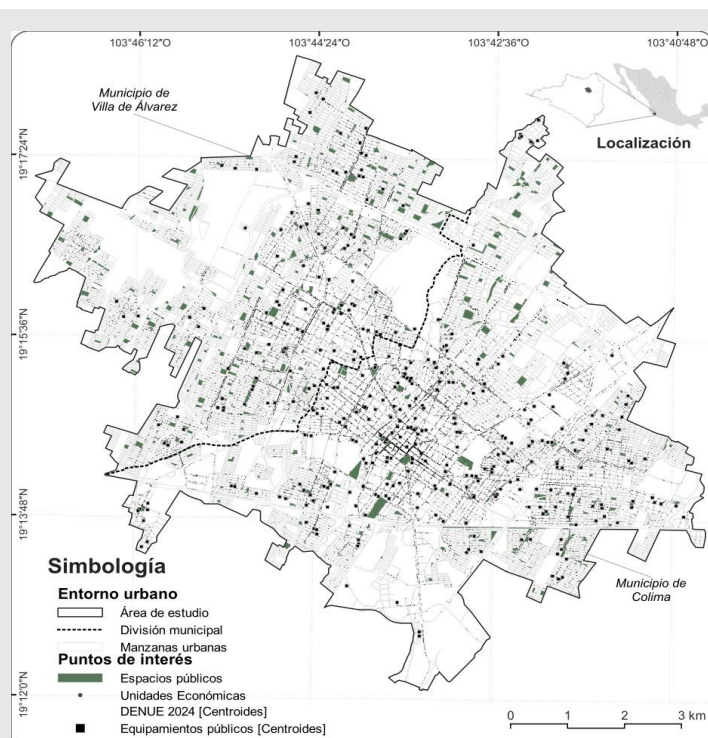 103°46'12"O 103°44'24"O 103°42'36"O 103°40'48"O
Municipio de
Villa de Álvarez
Localización
19°17'24"N
19°15'36"N
19°13'48"N
19°12'0"N
Municipio de
Colima
Simbología
Entorno urbano
Área de estudio
División municipal
Manzanas urbanas
Puntos de interés
Espacios públicos
Unidades Económicas
DENUE 2024 [Centroides]
Equipamientos públicos [Centroides]
0 1 2 3 km